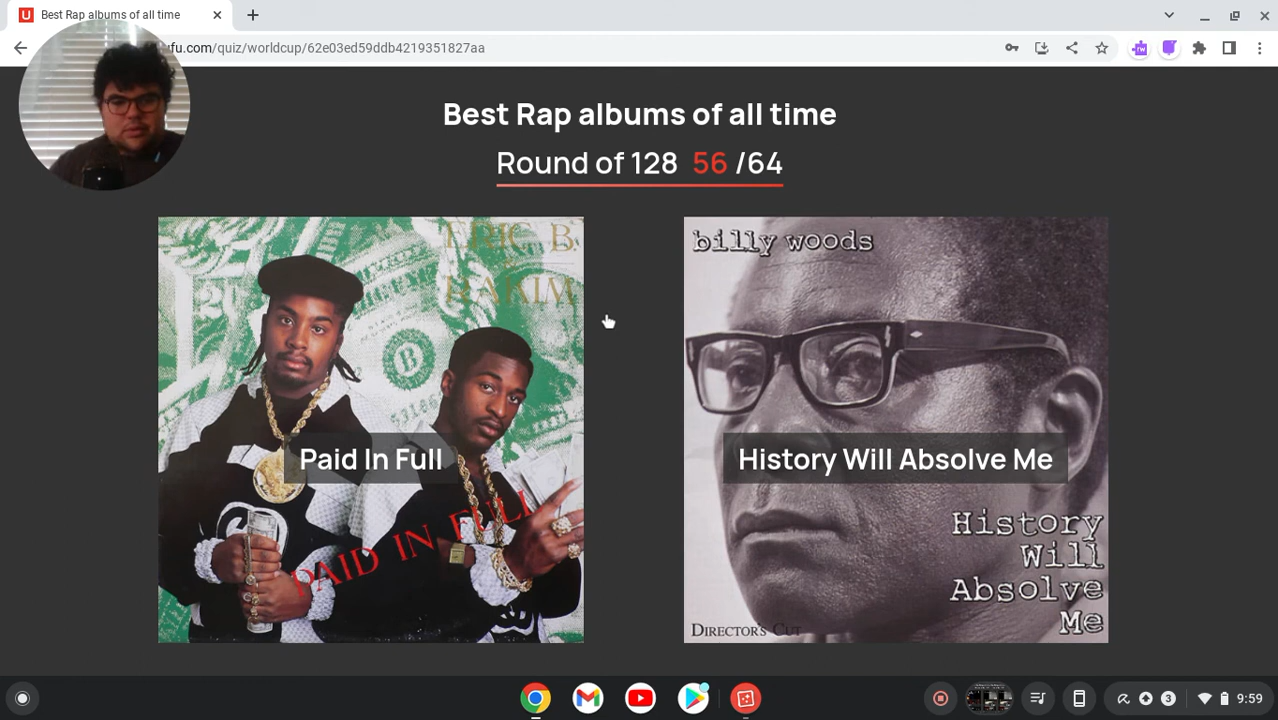 Best Rap albums of all time
ufu.com/quiz/worldcup/62e03ed59ddb4219351827aa
Best Rap albums of all time
Round of 128 56 /64
ERIC B.
RAKIM
Paid In Full
PAID IN FULL
billy woods
History Will Absolve Me
History
Will
Absolve
Me
DIRECTOR'S CUT
3
9:59